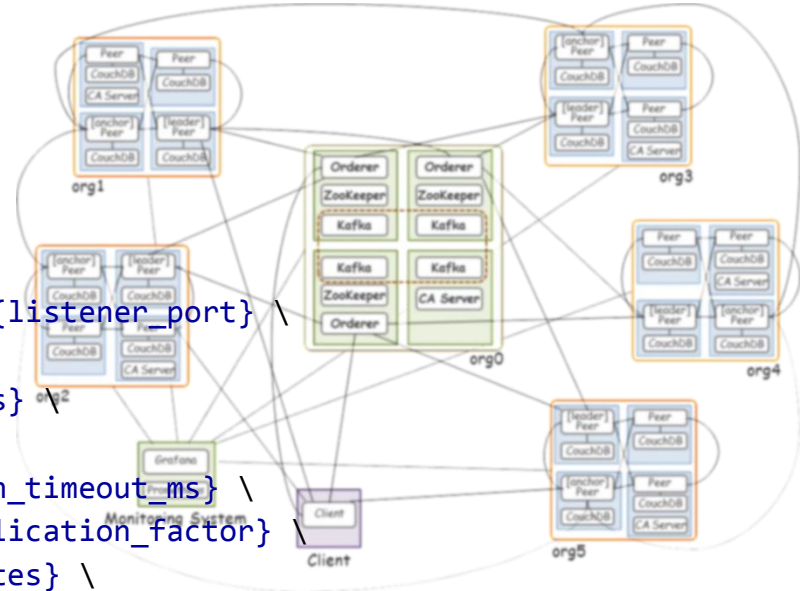 Peer
CouchDB
CA Server
Peer
CouchDB
[anchor]
Peer
CouchDB
[leader]
Peer
CouchDB
org1
[anchor]
Peer
CouchDB
Peer
CouchDB
[leader]
Peer
CouchDB
Peer
CouchDB
CA Server
org3
Orderer
ZooKeeper
Kafka
Orderer
ZooKeeper
Kafka
Kafka
ZooKeeper
Orderer
Kafka
CA Server
org0
[anchor]
Peer
CouchDB
[leader]
Peer
CouchDB
Peer
CouchDB
Peer
CouchDB
CA Server
org2
Peer
CouchDB
Peer
CouchDB
CA Server
[leader]
Peer
CouchDB
[anchor]
Peer
CouchDB
org4
{listener_port} \
s} \
n_timeout_ms} \
lication_factor} \
tes} \
Grafana
Monitoring System
Client
Client
[leader]
Peer
CouchDB
Peer
CouchDB
[anchor]
Peer
CouchDB
Peer
CouchDB
CA Server
org5